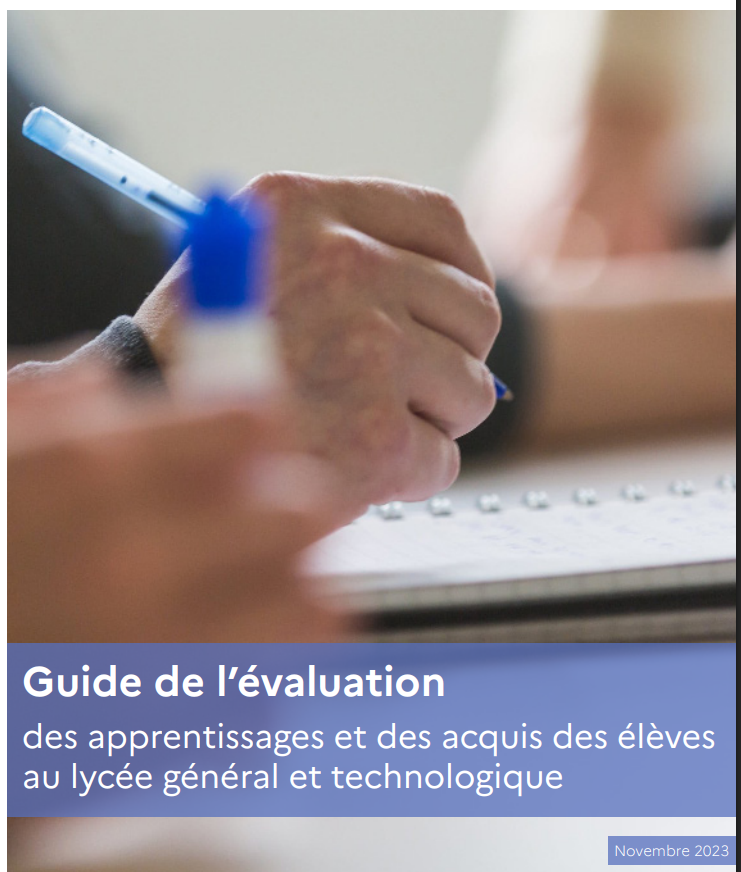 Guide de l’évaluation
des apprentissages et des acquis des élèves
au lycée général et technologique
Novembre 2023